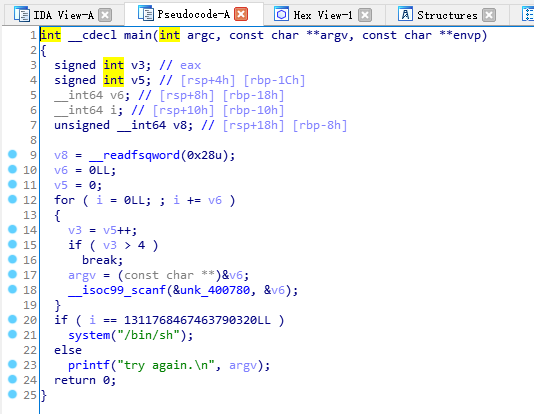 IDA View-A Pseudocode-A Hex View-1 Structures
1 int __cdecl main(int argc, const char **argv, const char **envp)
2 {
3 signed int v3; // eax
4 signed int v5; // [rsp+4h] [rbp-1Ch]
5 __int64 v6; // [rsp+8h] [rbp-18h]
6 __int64 i; // [rsp+10h] [rbp-10h]
7 unsigned __int64 v8; // [rsp+18h] [rbp-8h]
8
9 v8 = __readfsqword(0x28u);
10 v6 = 0LL;
11 v5 = 0;
12 for ( i = 0LL; ; i += v6 )
13 {
14 v3 = v5++;
15 if ( v3 > 4 )
16 break;
17 argv = (const char **)&v6;
18 __isoc99_scanf(&unk_400780, &v6);
19 }
20 if ( i == 1311768467463790320LL )
21 system("/bin/sh");
22 else
23 printf("try again.\n", argv);
24 return 0;
25 }